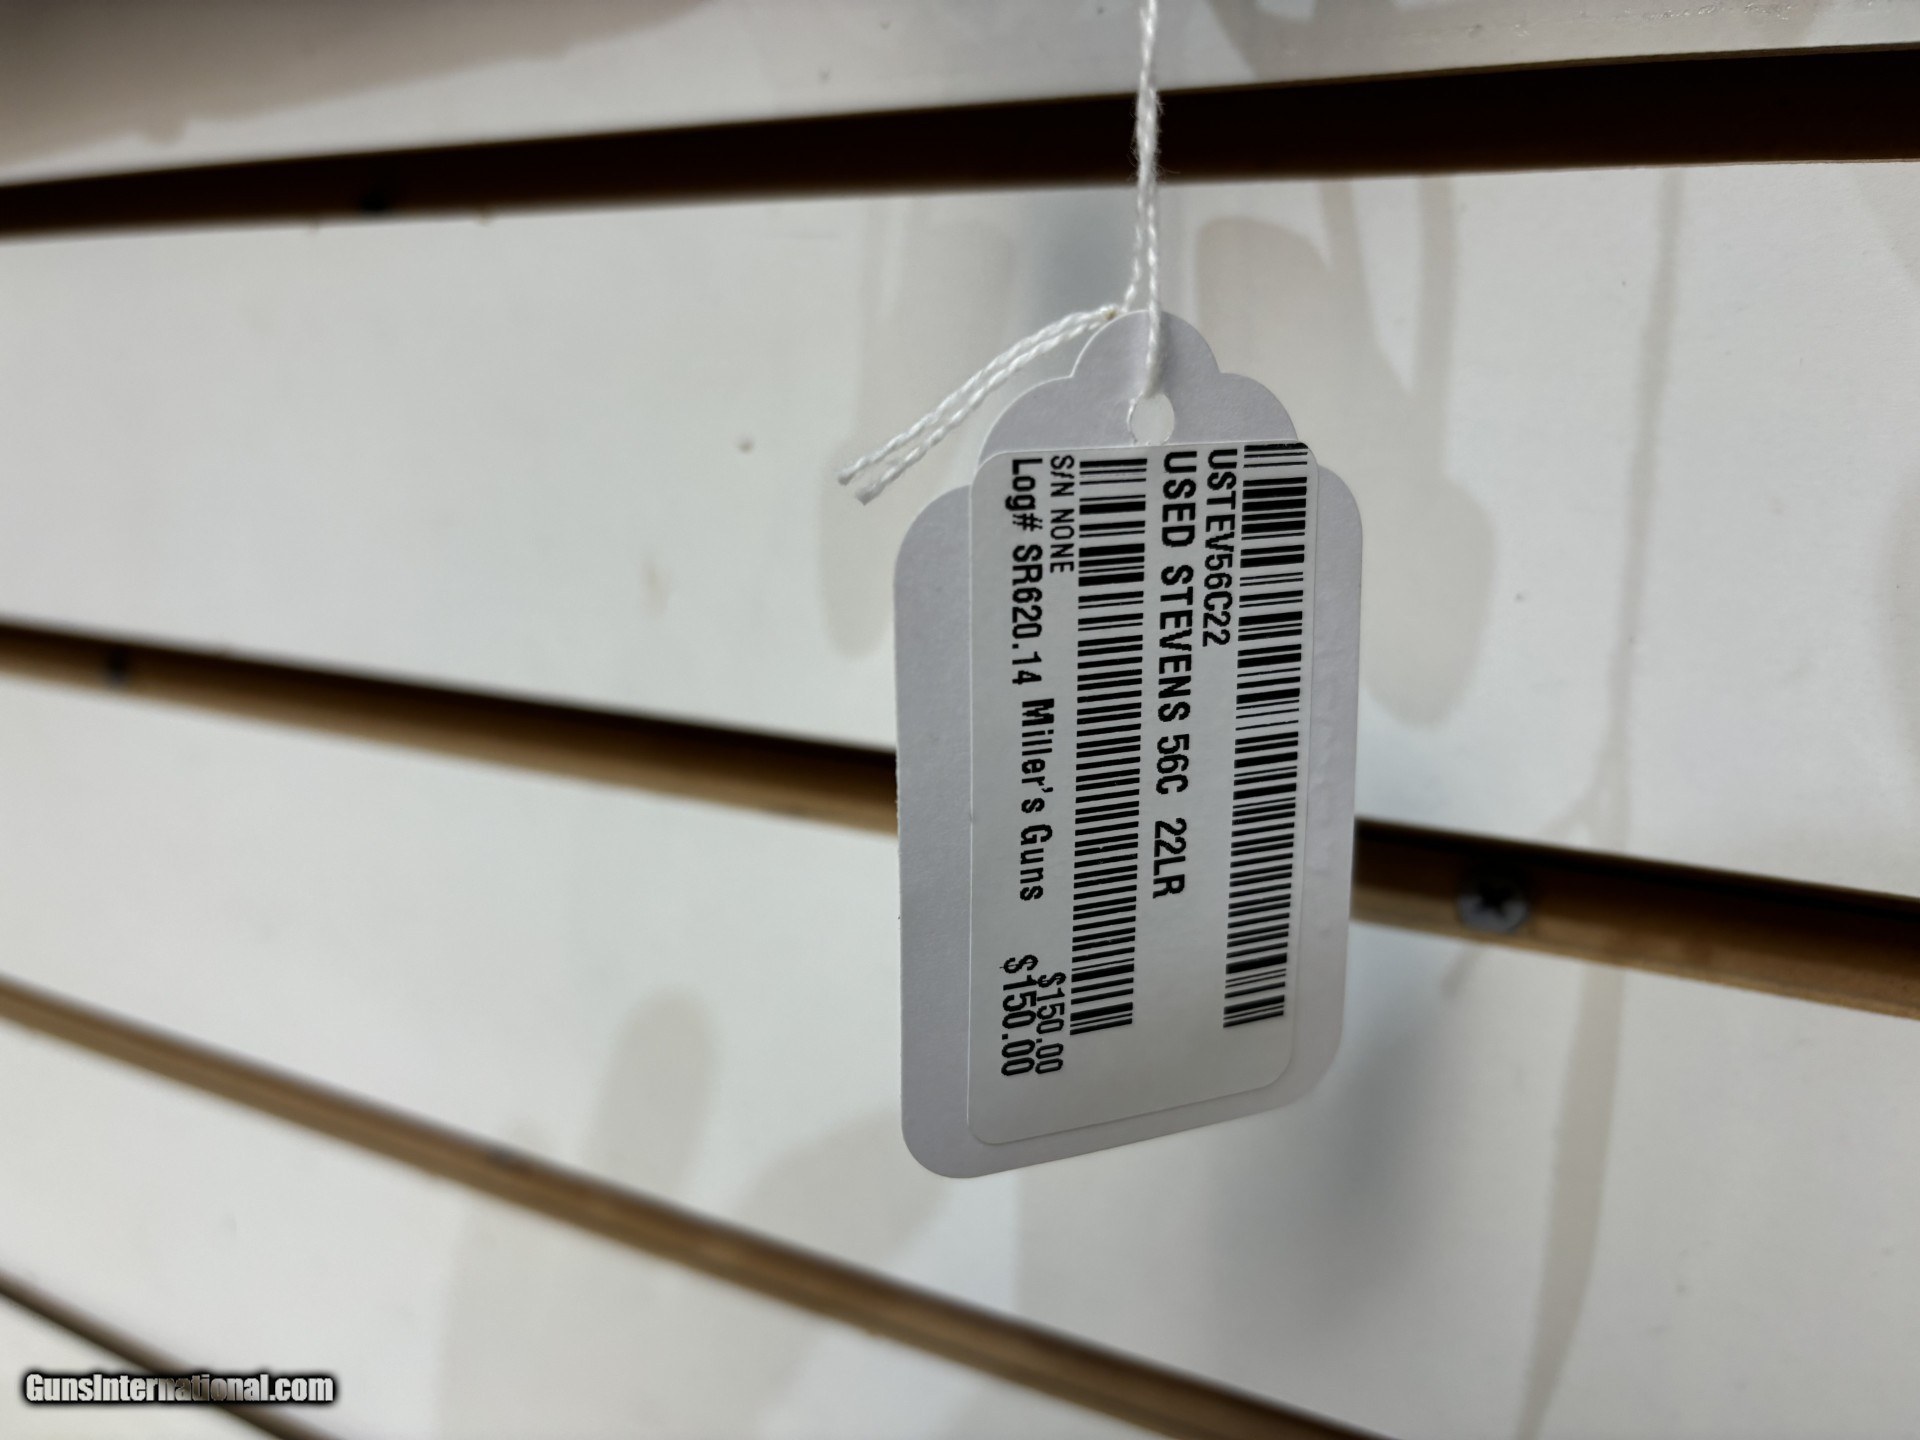 USTEV56C22
USED STEVENS 56C 22LR
S/N NONE
$150.00
Log# SR620.14 Miller's Guns
$150.00
GunsInternational.com